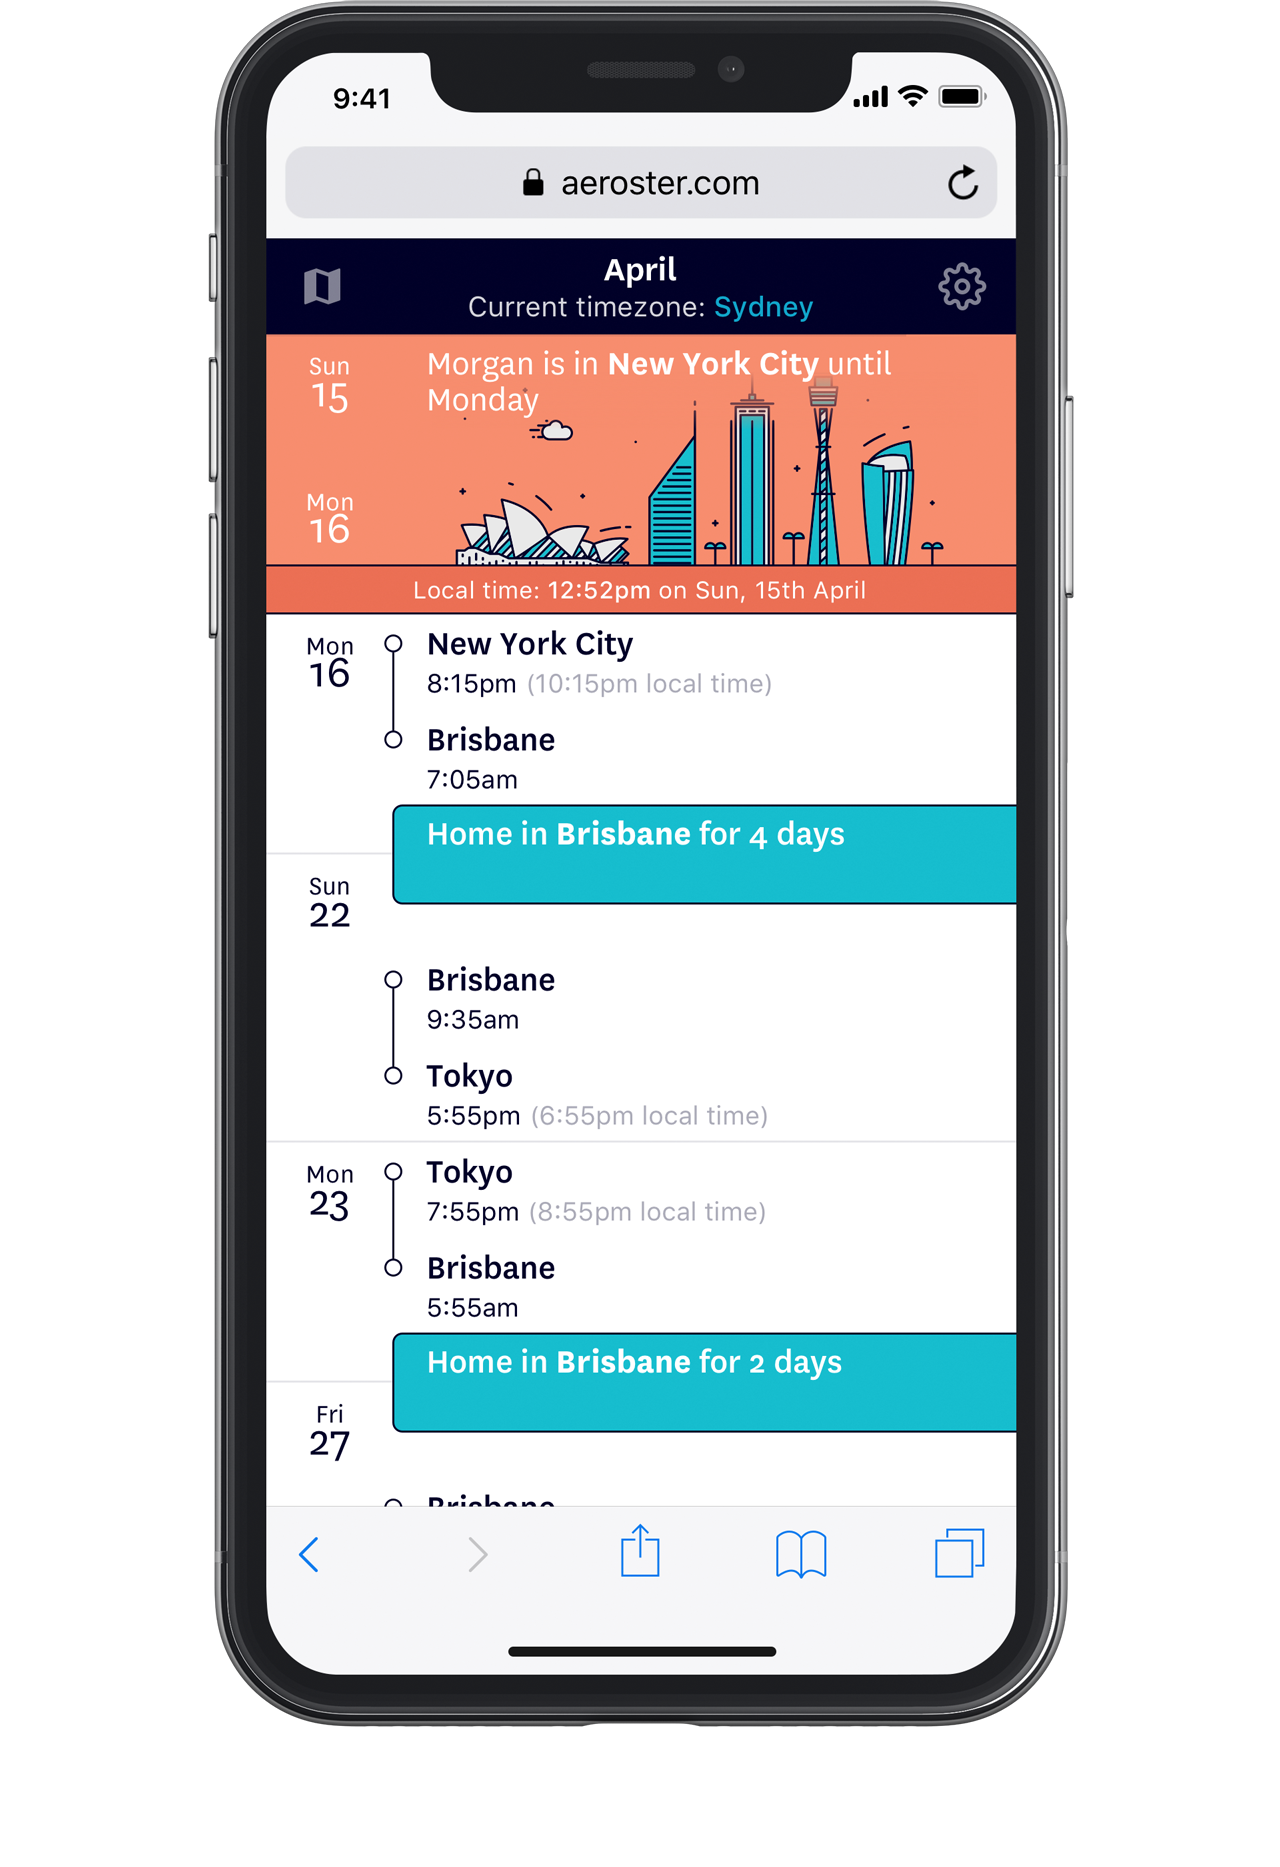 9:41
aeroster.com
April
Current timezone: Sydney
Sun
15
Morgan is in New York City until
Monday
Mon
16
Local time: 12:52pm on Sun, 15th April
Mon
16
New York City
8:15pm (10:15pm local time)
Brisbane
7:05am
Home in Brisbane for 4 days
Sun
22
Brisbane
9:35am
Tokyo
5:55pm (6:55pm local time)
Mon
23
Tokyo
7:55pm (8:55pm local time)
Brisbane
5:55am
Home in Brisbane for 2 days
Fri
27
Brisbane